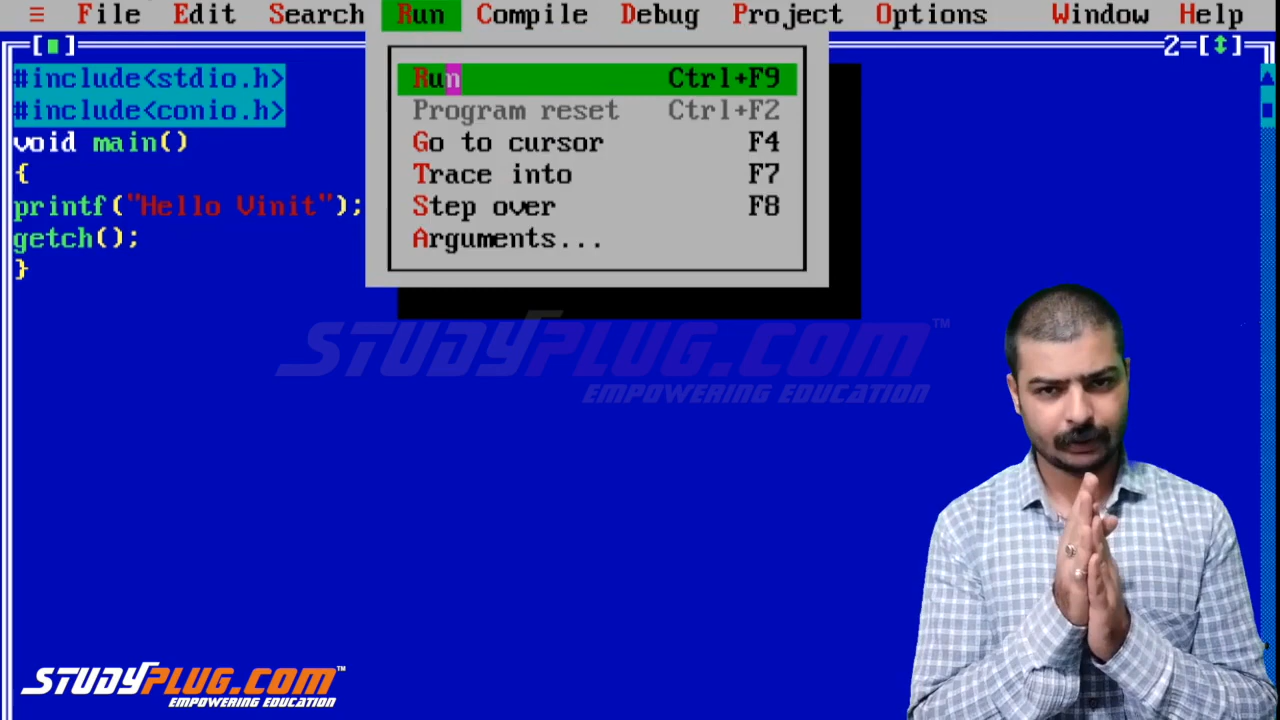 ≡ File Edit Search Run Compile Debug Project Options Window Help
[■] 2=[↕]
#include<stdio.h>
#include<conio.h>
void main()
{
printf("Hello Vinit");
getch();
}
Run Ctrl+F9
Program reset Ctrl+F2
Go to cursor F4
Trace into F7
Step over F8
Arguments...
STUDYPLUG.COM™
EMPOWERING EDUCATION
STUDYPLUG.COM™
EMPOWERING EDUCATION